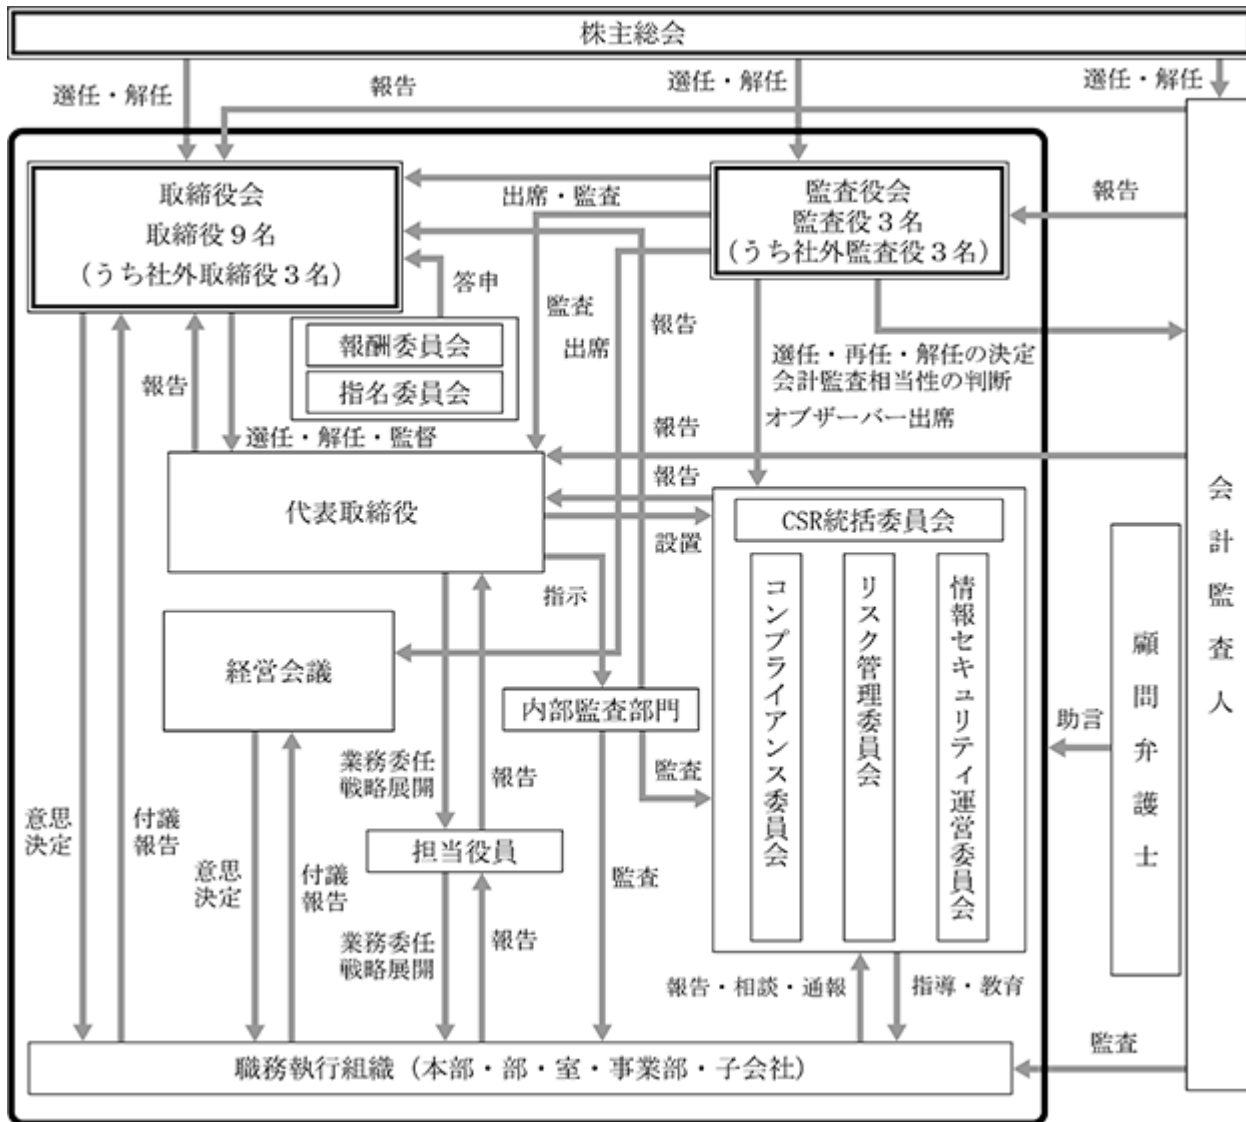 株主総会
選任・解任
報告
選任・解任
選任・解任
取締役会
取締役９名
（うち社外取締役３名）
出席・監査
監査役会
監査役３名
（うち社外監査役３名）
報告
答申
監査
出席
報告
報酬委員会
指名委員会
報告
選任・解任・監督
選任・再任・解任の決定
会計監査相当性の判断
オブザーバー出席
報告
代表取締役
報告
設置
指示
CSR統括委員会
コンプライアンス委員会
リスク管理委員会
情報セキュリティ運営委員会
会計監査人
顧問弁護士
助言
経営会議
内部監査部門
監査
業務委任
戦略展開
報告
意思
決定
付議
報告
担当役員
意思
決定
付議
報告
監査
業務委任
戦略展開
報告
報告・相談・通報
指導・教育
監査
職務執行組織（本部・部・室・事業部・子会社）